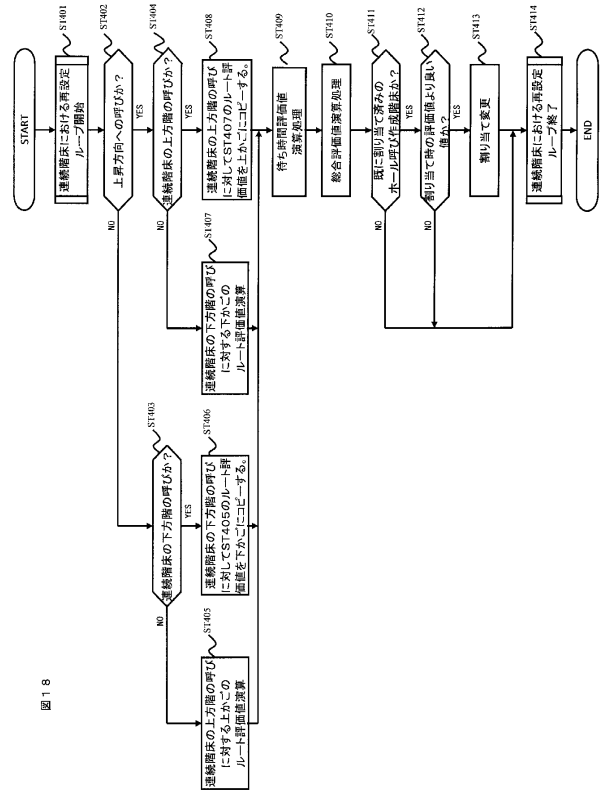 図18
START
ST401
連続階床における再設定
ループ開始
ST402
上昇方向への呼びか？
YES
NO
ST403
連続階床の下方階の呼びか？
YES
NO
ST404
連続階床の上方階の呼びか？
YES
NO
ST405
連続階床の上方階の呼び
に対する上かごの
ルート評価値演算
ST406
連続階床の下方階の呼び
に対してST405のルート評
価値を下かごにコピーする。
ST407
連続階床の下方階の呼び
に対する下かごの
ルート評価値演算
ST408
連続階床の上方階の呼び
に対してST407のルート評
価値を上かごにコピーする。
ST409
待ち時間評価値
演算処理
ST410
総合評価値演算処理
ST411
既に割り当て済みの
ホール呼び作成階床か？
YES
NO
ST412
割り当て時の評価値より良い
値か？
YES
NO
ST413
割り当て変更
ST414
連続階床における再設定
ループ終了
END